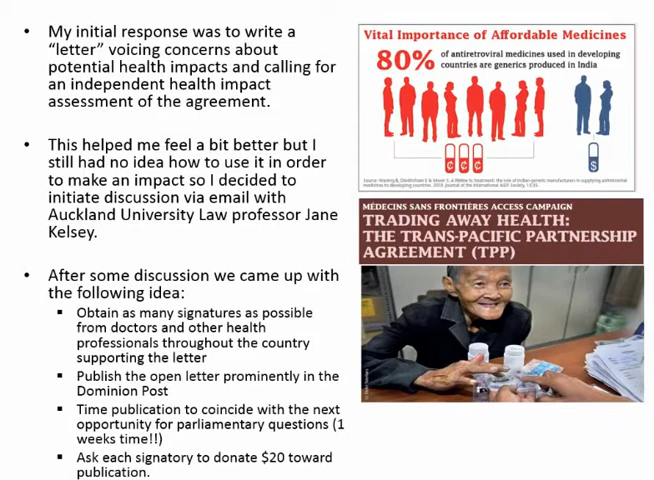 • My initial response was to write a
"letter" voicing concerns about
potential health impacts and calling for
an independent health impact
assessment of the agreement.
• This helped me feel a bit better but I
still had no idea how to use it in order
to make an impact so I decided to
initiate discussion via email with
Auckland University Law professor Jane
Kelsey.
• After some discussion we came up with
the following idea:
▪ Obtain as many signatures as possible
from doctors and other health
professionals throughout the country
supporting the letter
▪ Publish the open letter prominently in the
Dominion Post
▪ Time publication to coincide with the next
opportunity for parliamentary questions (1
weeks time!!)
▪ Ask each signatory to donate $20 toward
publication.
Vital Importance of Affordable Medicines
80% of antiretroviral medicines used in developing
countries are generics produced in India
¢ ¢ ¢ $
MÉDECINS SANS FRONTIÈRES ACCESS CAMPAIGN
TRADING AWAY HEALTH:
THE TRANS-PACIFIC PARTNERSHIP
AGREEMENT (TPP)